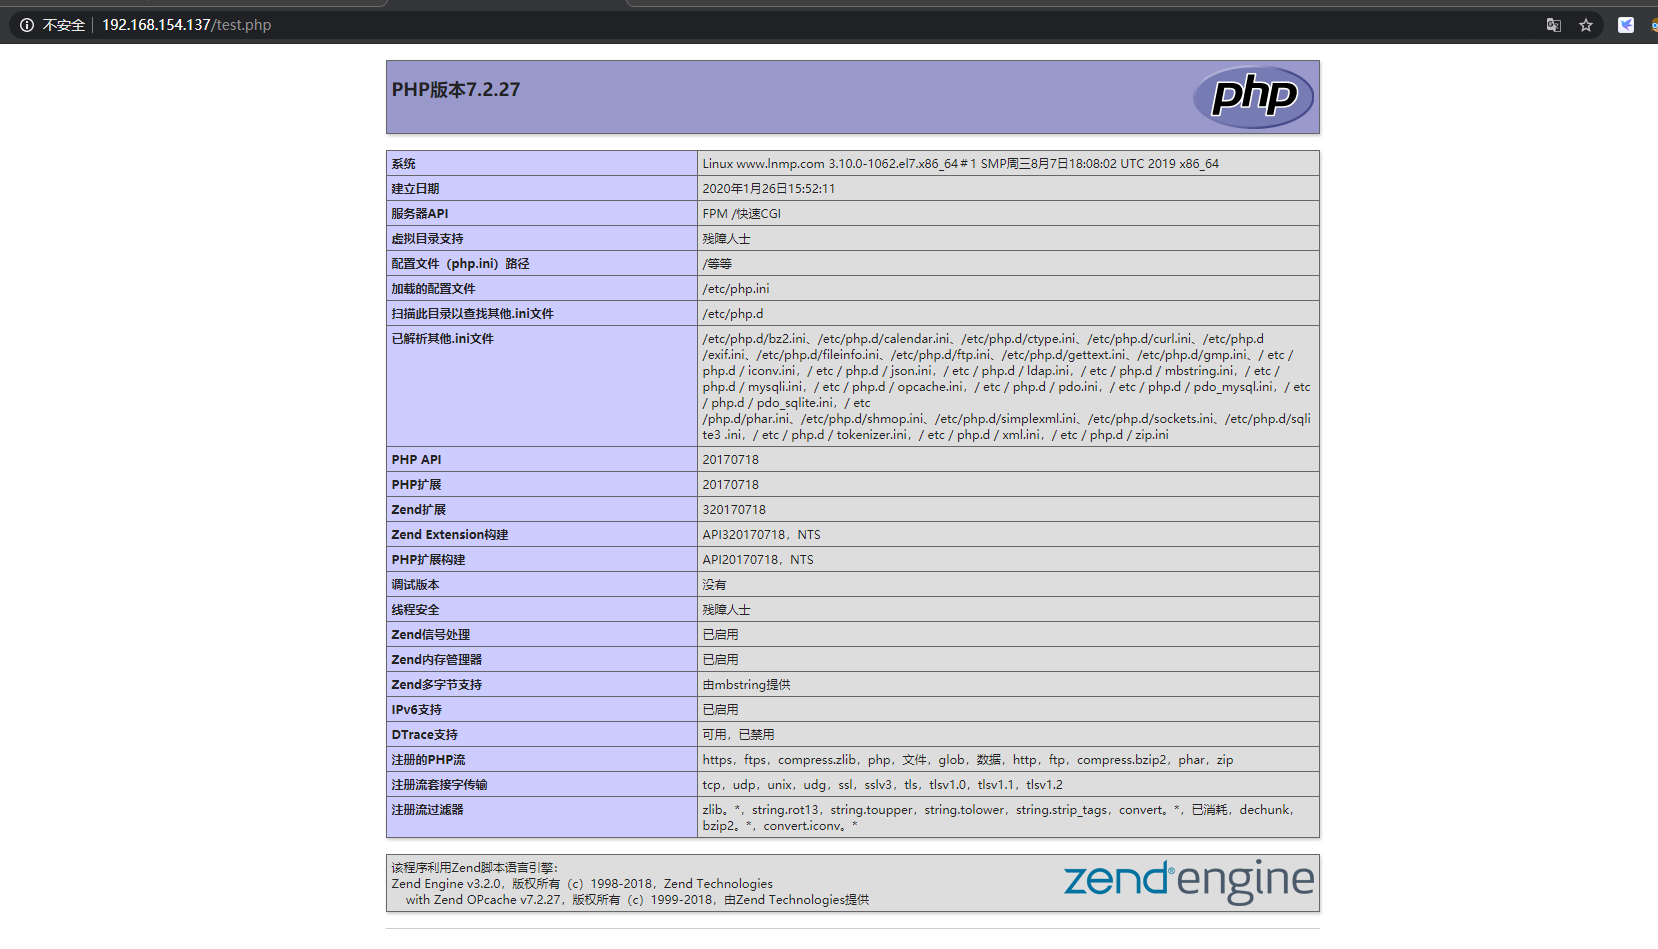 不安全 192.168.154.137/test.php
PHP版本7.2.27
php
系统 Linux www.lnmp.com 3.10.0-1062.el7.x86_64＃1 SMP周三8月7日18:08:02 UTC 2019 x86_64
建立日期 2020年1月26日15:52:11
服务器API FPM /快速CGI
虚拟目录支持 残障人士
配置文件（php.ini）路径 /等等
加载的配置文件 /etc/php.ini
扫描此目录以查找其他.ini文件 /etc/php.d
已解析其他.ini文件 /etc/php.d/bz2.ini、/etc/php.d/calendar.ini、/etc/php.d/ctype.ini、/etc/php.d/curl.ini、/etc/php.d
/exif.ini、/etc/php.d/fileinfo.ini、/etc/php.d/ftp.ini、/etc/php.d/gettext.ini、/etc/php.d/gmp.ini、/ etc /
php.d / iconv.ini，/ etc / php.d / json.ini，/ etc / php.d / ldap.ini，/ etc / php.d / mbstring.ini，/ etc /
php.d / mysqli.ini，/ etc / php.d / opcache.ini，/ etc / php.d / pdo.ini，/ etc / php.d / pdo_mysql.ini，/ etc
/ php.d / pdo_sqlite.ini，/ etc
/php.d/phar.ini、/etc/php.d/shmop.ini、/etc/php.d/simplexml.ini、/etc/php.d/sockets.ini、/etc/php.d/sqli
te3 .ini，/ etc / php.d / tokenizer.ini，/ etc / php.d / xml.ini，/ etc / php.d / zip.ini
PHP API 20170718
PHP扩展 20170718
Zend扩展 320170718
Zend Extension构建 API320170718，NTS
PHP扩展构建 API20170718，NTS
调试版本 没有
线程安全 残障人士
Zend信号处理 已启用
Zend内存管理器 已启用
Zend多字节支持 由mbstring提供
IPv6支持 已启用
DTrace支持 可用，已禁用
注册的PHP流 https，ftps，compress.zlib，php，文件，glob，数据，http，ftp，compress.bzip2，phar，zip
注册流套接字传输 tcp，udp，unix，udg，ssl，sslv3，tls，tlsv1.0，tlsv1.1，tlsv1.2
注册流过滤器 zlib。*，string.rot13，string.toupper，string.tolower，string.strip_tags，convert。*，已消耗，dechunk，
bzip2。*，convert.iconv。*
该程序利用Zend脚本语言引擎：
Zend Engine v3.2.0，版权所有（c）1998-2018，Zend Technologies
with Zend OPcache v7.2.27，版权所有（c）1999-2018，由Zend Technologies提供
zend® engine